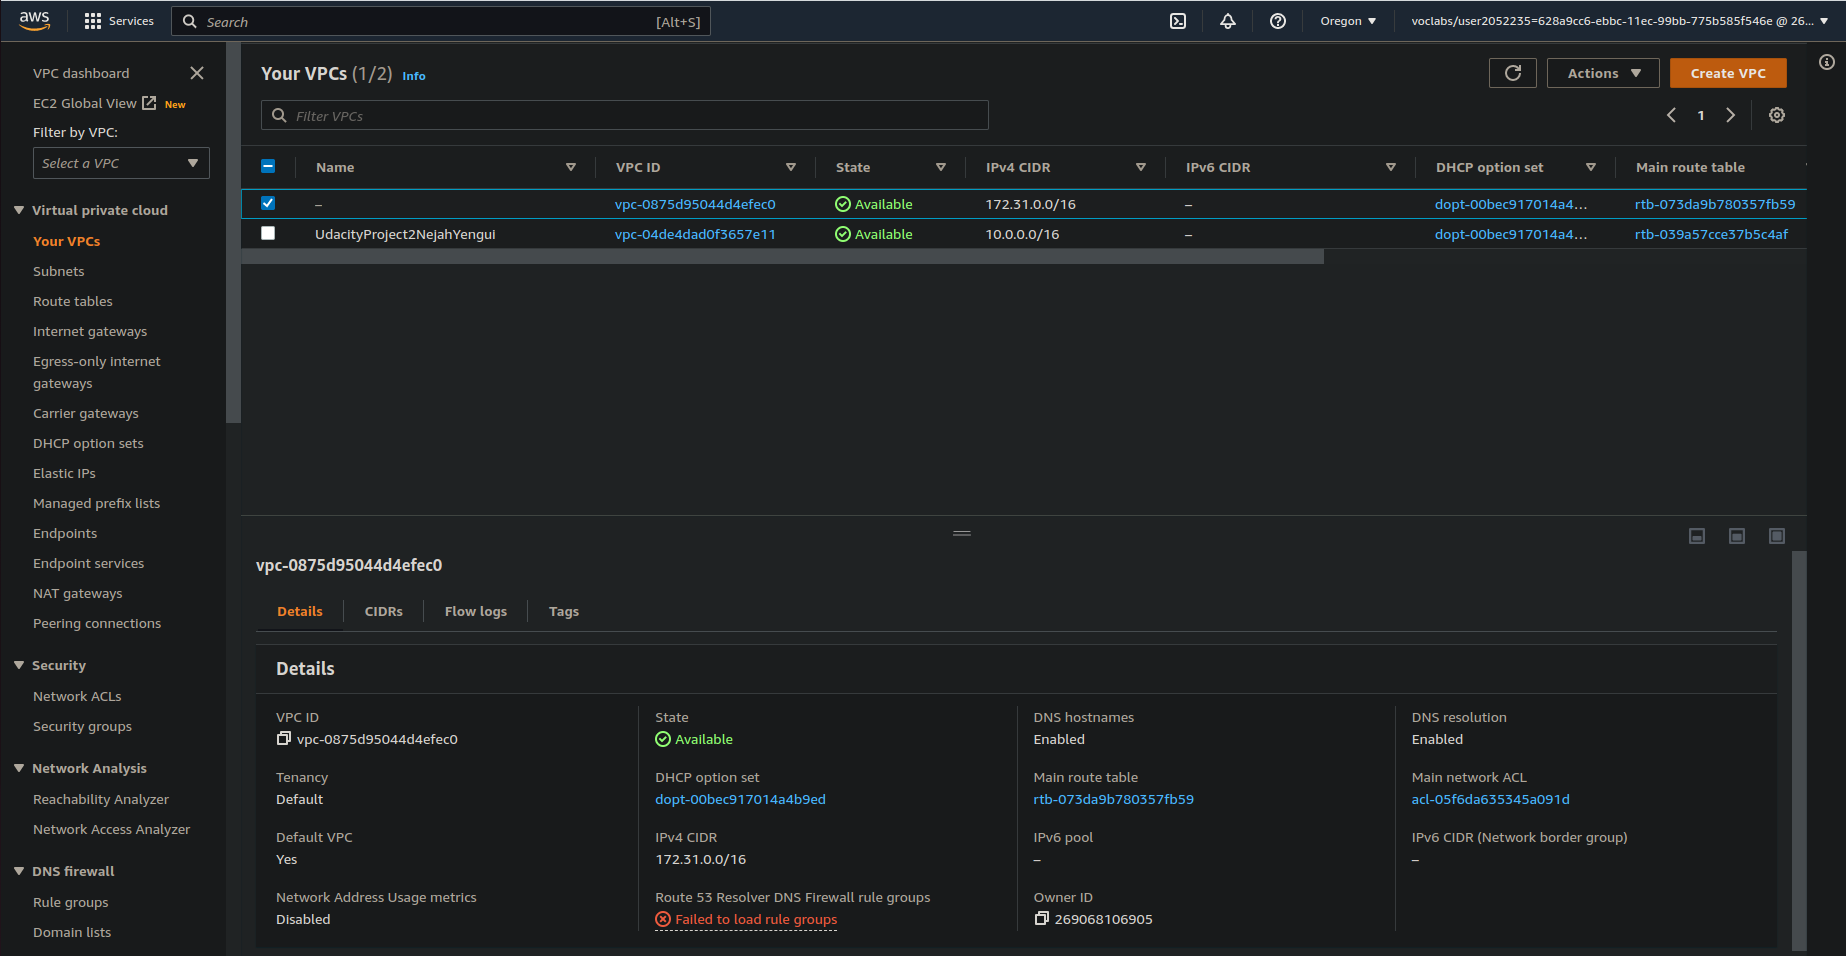 aws Services Search [Alt+S] Oregon voclabs/user2052235=628a9cc6-ebbc-11ec-99bb-775b585f546e @ 26...
VPC dashboard
EC2 Global View New
Filter by VPC:
Select a VPC
Virtual private cloud
Your VPCs
Subnets
Route tables
Internet gateways
Egress-only internet
gateways
Carrier gateways
DHCP option sets
Elastic IPs
Managed prefix lists
Endpoints
Endpoint services
NAT gateways
Peering connections
Security
Network ACLs
Security groups
Network Analysis
Reachability Analyzer
Network Access Analyzer
DNS firewall
Rule groups
Domain lists
Your VPCs (1/2) Info
Actions
Create VPC
Filter VPCs
1
Name VPC ID State IPv4 CIDR IPv6 CIDR DHCP option set Main route table
– vpc-0875d95044d4efec0 Available 172.31.0.0/16 – dopt-00bec917014a4... rtb-073da9b780357fb59
UdacityProject2NejahYengui vpc-04de4dad0f3657e11 Available 10.0.0.0/16 – dopt-00bec917014a4... rtb-039a57cce37b5c4af
vpc-0875d95044d4efec0
Details CIDRs Flow logs Tags
Details
VPC ID
vpc-0875d95044d4efec0
Tenancy
Default
Default VPC
Yes
Network Address Usage metrics
Disabled
State
Available
DHCP option set
dopt-00bec917014a4b9ed
IPv4 CIDR
172.31.0.0/16
Route 53 Resolver DNS Firewall rule groups
Failed to load rule groups
DNS hostnames
Enabled
Main route table
rtb-073da9b780357fb59
IPv6 pool
–
Owner ID
269068106905
DNS resolution
Enabled
Main network ACL
acl-05f6da635345a091d
IPv6 CIDR (Network border group)
–